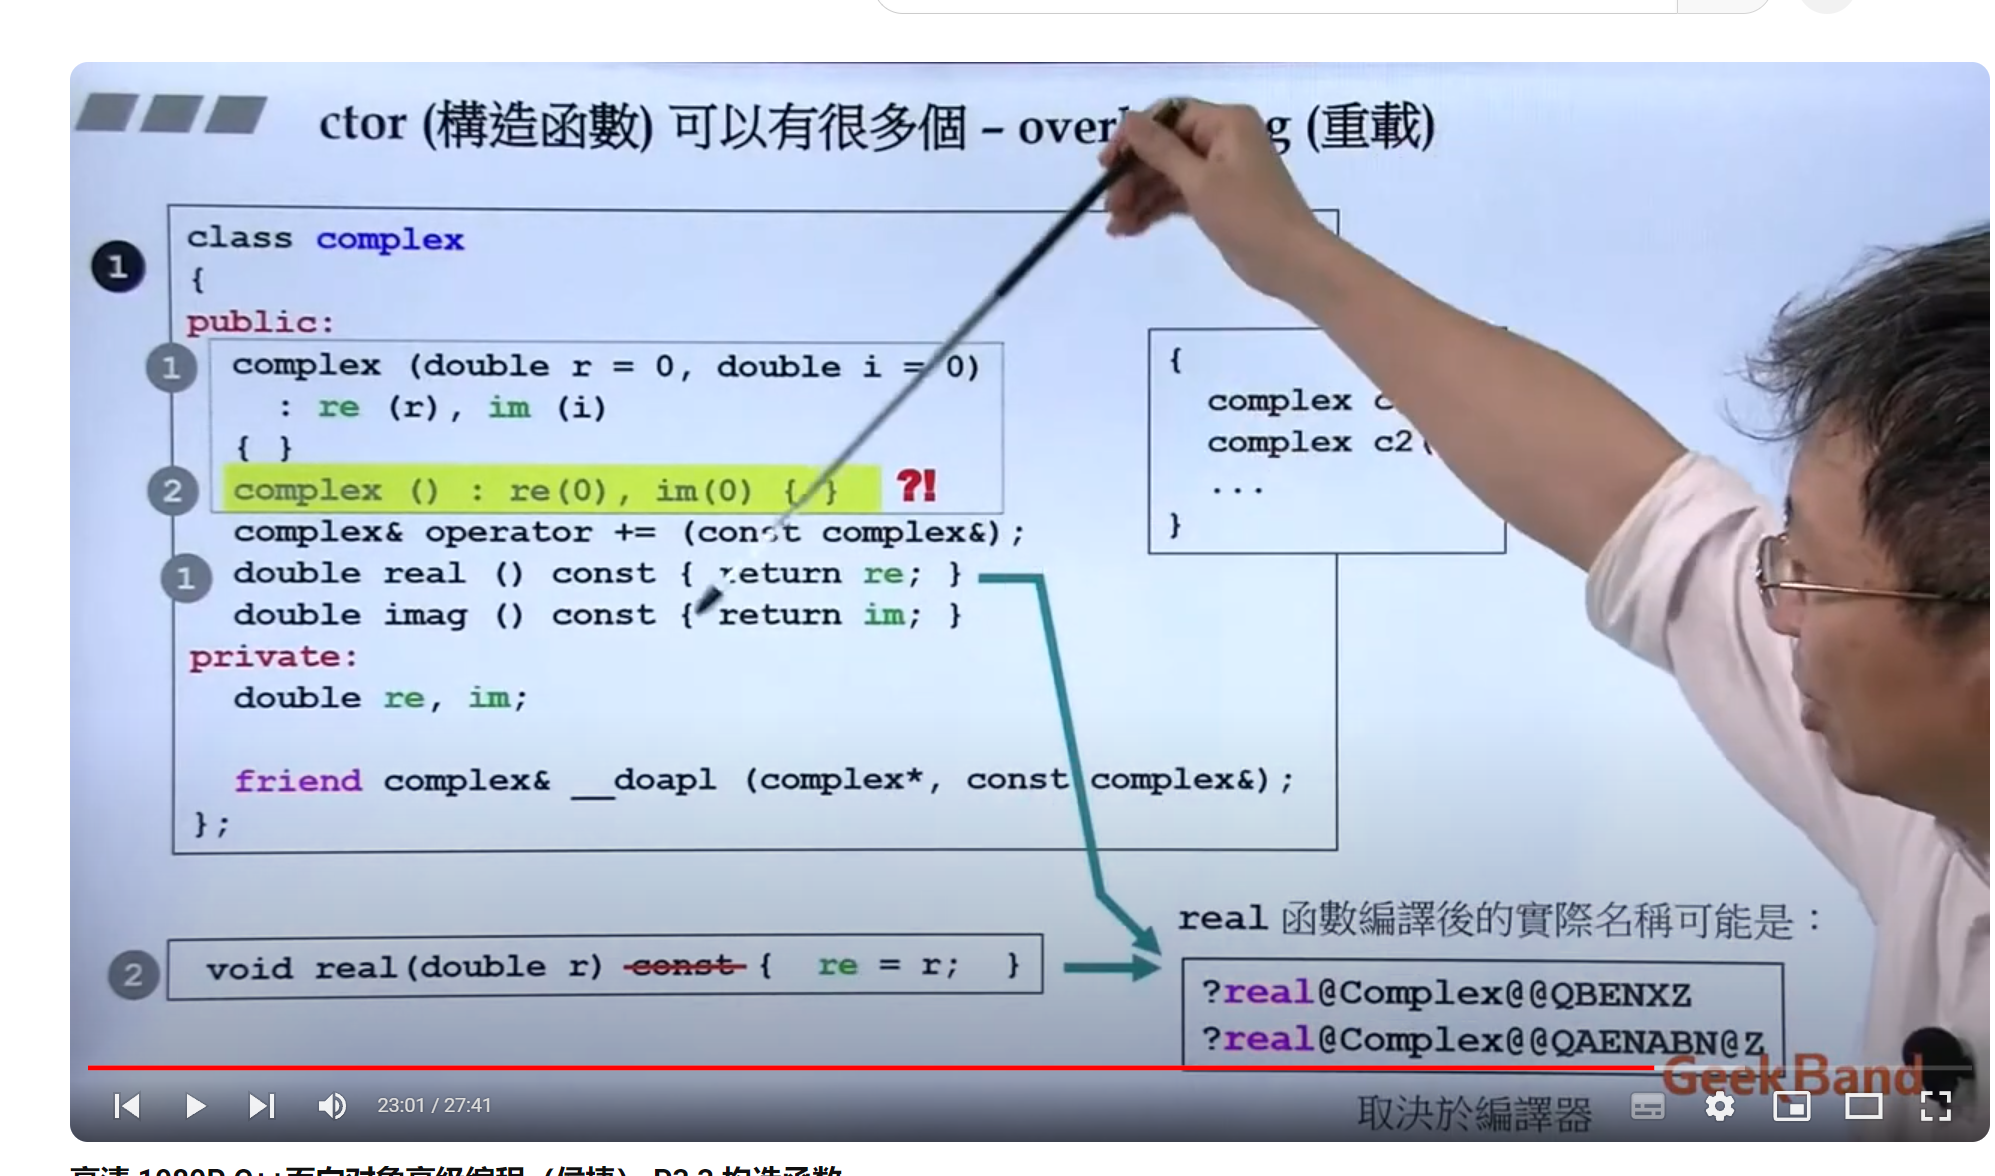 ctor (構造函數) 可以有很多個 – (重載)
1
class complex
{
public:
1
complex (double r = 0, double i = 0)
: re (r), im (i)
{ }
2
complex () : re(0), im(0) { } ?!
complex& operator += (const complex&);
1
double real () const { return re; }
double imag () const { return im; }
private:
double re, im;
friend complex& __doapl (complex*, const complex&);
};
{
complex
complex c2(
...
}
2
void real(double r) const { re = r; }
real 函數編譯後的實際名稱可能是：
?real@Complex@@QBENXZ
?real@Complex@@QAENABN@Z
取決於編譯器
GeekBand
23:01 / 27:41